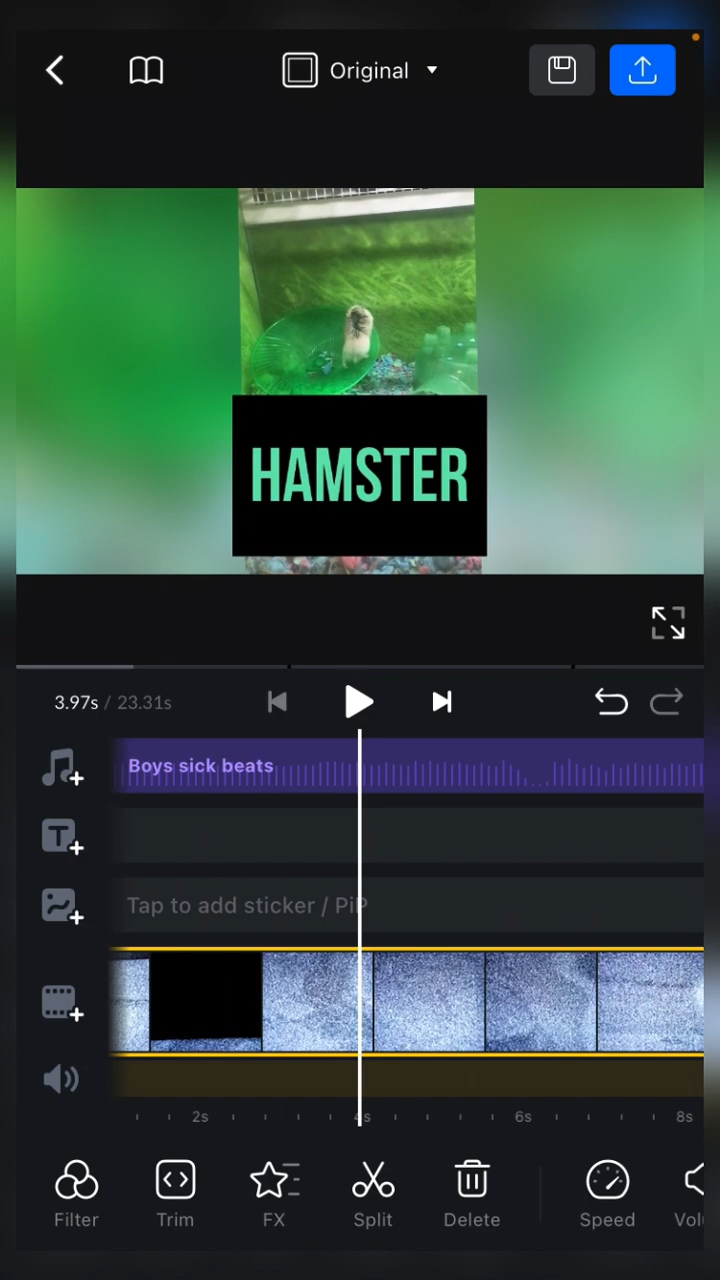 Original
HAMSTER
3.97s / 23.31s
Boys sick beats
Tap to add sticker / PiP
2s 4s 6s 8s
Filter Trim FX Split Delete Speed Volu